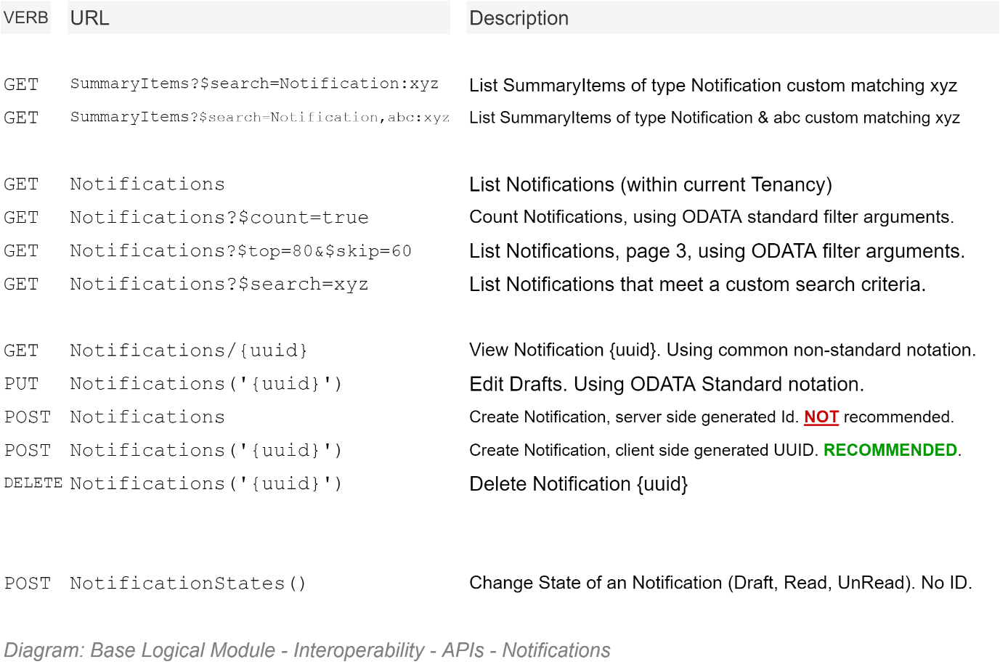 VERB URL Description
GET SummaryItems?$search=Notification:xyz List SummaryItems of type Notification custom matching xyz
GET SummaryItems?$search=Notification,abc:xyz List SummaryItems of type Notification & abc custom matching xyz
GET Notifications List Notifications (within current Tenancy)
GET Notifications?$count=true Count Notifications, using ODATA standard filter arguments.
GET Notifications?$top=80&$skip=60 List Notifications, page 3, using ODATA filter arguments.
GET Notifications?$search=xyz List Notifications that meet a custom search criteria.
GET Notifications/{uuid} View Notification {uuid}. Using common non-standard notation.
PUT Notifications('{uuid}') Edit Drafts. Using ODATA Standard notation.
POST Notifications Create Notification, server side generated Id. NOT recommended.
POST Notifications('{uuid}') Create Notification, client side generated UUID. RECOMMENDED.
DELETE Notifications('{uuid}') Delete Notification {uuid}
POST NotificationStates() Change State of an Notification (Draft, Read, UnRead). No ID.
Diagram: Base Logical Module - Interoperability - APIs - Notifications